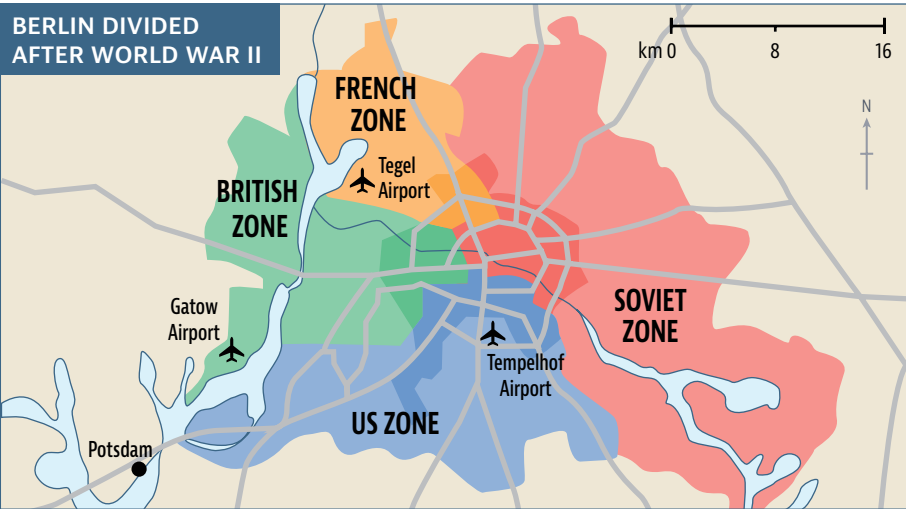 BERLIN DIVIDED
AFTER WORLD WAR II
km 0 8 16
N
FRENCH
ZONE
Tegel
Airport
BRITISH
ZONE
Gatow
Airport
SOVIET
ZONE
Tempelhof
Airport
US ZONE
Potsdam